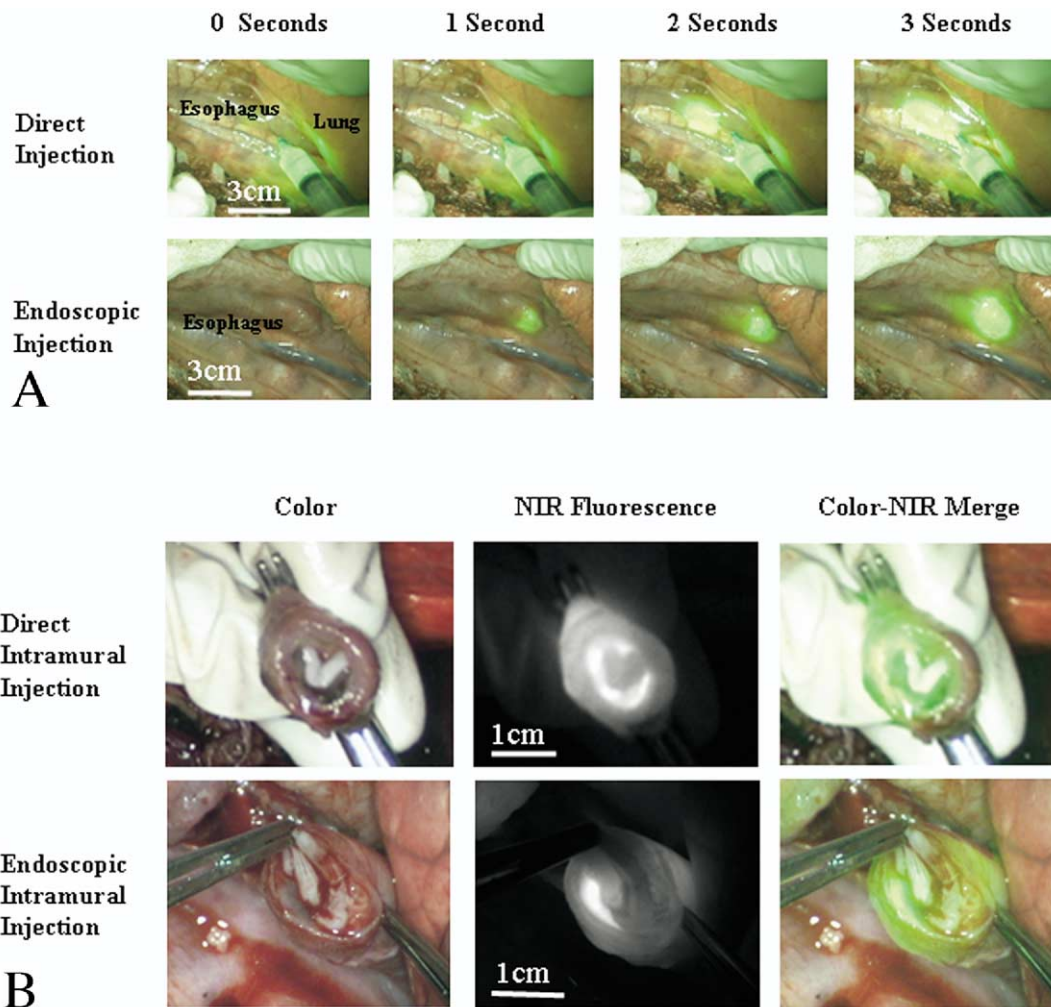 0 Seconds 1 Second 2 Seconds 3 Seconds
Direct
Injection
Esophagus
Lung
3cm
Endoscopic
Injection
Esophagus
3cm
A
Color NIR Fluorescence Color-NIR Merge
Direct
Intramural
Injection
1cm
Endoscopic
Intramural
Injection
1cm
B